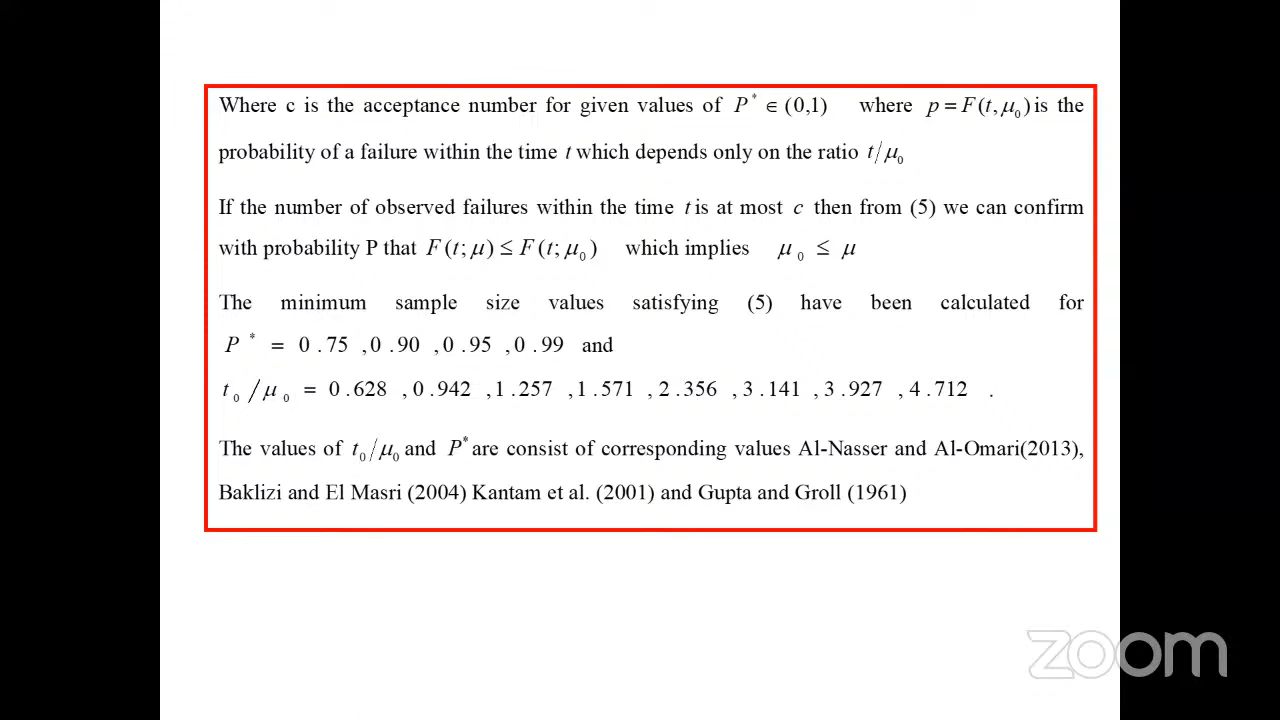 Where c is the acceptance number for given values of P* ∈ (0,1) where p = F(t, μ₀) is the
probability of a failure within the time t which depends only on the ratio t/μ₀
If the number of observed failures within the time t is at most c then from (5) we can confirm
with probability P that F(t; μ) ≤ F(t; μ₀) which implies μ₀ ≤ μ
The minimum sample size values satisfying (5) have been calculated for
P* = 0.75 ,0.90 ,0.95 ,0.99 and
t₀/μ₀ = 0.628 ,0.942 ,1.257 ,1.571 ,2.356 ,3.141 ,3.927 ,4.712 .
The values of t₀/μ₀ and P* are consist of corresponding values Al-Nasser and Al-Omari(2013),
Baklizi and El Masri (2004) Kantam et al. (2001) and Gupta and Groll (1961)
zoom